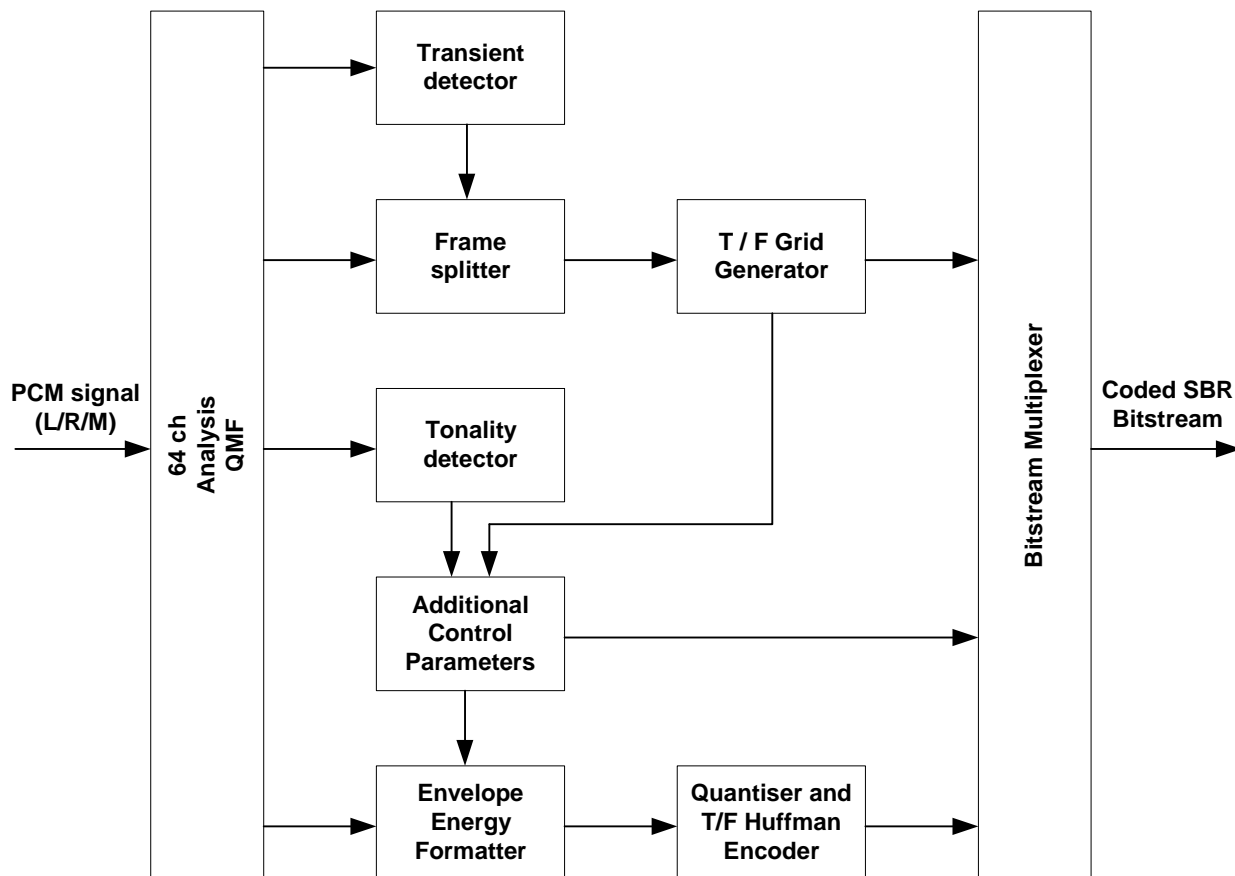 Transient
detector
Frame
splitter
T / F Grid
Generator
PCM signal
(L/R/M)
64 ch
Analysis
QMF
Tonality
detector
Bitstream Multiplexer
Coded SBR
Bitstream
Additional
Control
Parameters
Envelope
Energy
Formatter
Quantiser and
T/F Huffman
Encoder